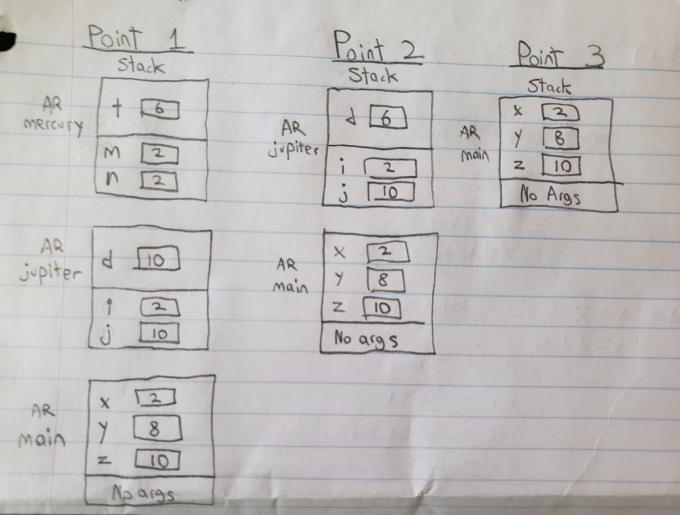 Point 1
Stack
AR mercury
t 6
m 2
n 2
AR jupiter
d 10
i 2
j 10
AR main
x 2
y 8
z 10
No args
Point 2
Stack
AR jupiter
d 6
i 2
j 10
AR main
x 2
y 8
z 10
No args
Point 3
Stack
AR main
x 2
y 8
z 10
No Args